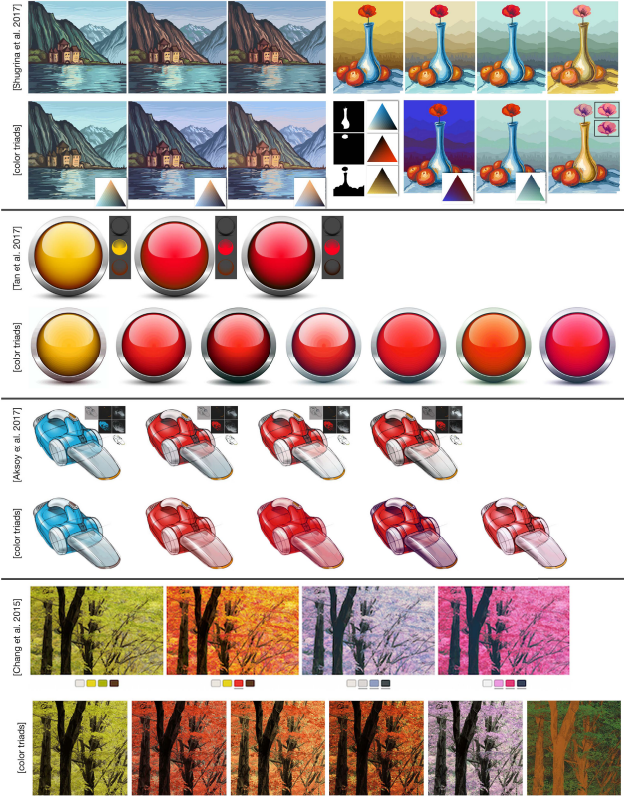 [Shugrina et al. 2017]
[color triads]
[Tan et al. 2017]
[color triads]
[Aksoy et al. 2017]
[color triads]
[Chang et al. 2015]
[color triads]